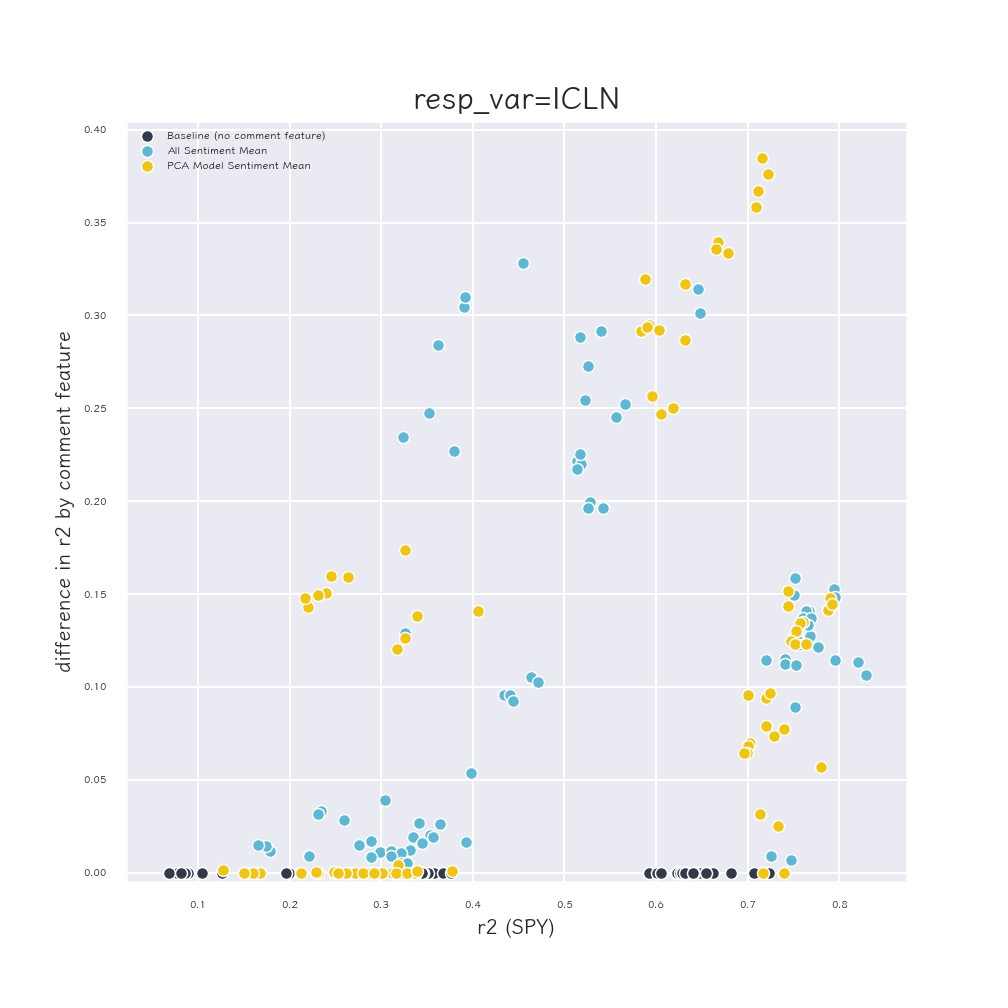 resp_var=ICLN
Baseline (no comment feature)
All Sentiment Mean
PCA Model Sentiment Mean
difference in r2 by comment feature
0.40
0.35
0.30
0.25
0.20
0.15
0.10
0.05
0.00
0.1 0.2 0.3 0.4 0.5 0.6 0.7 0.8
r2 (SPY)